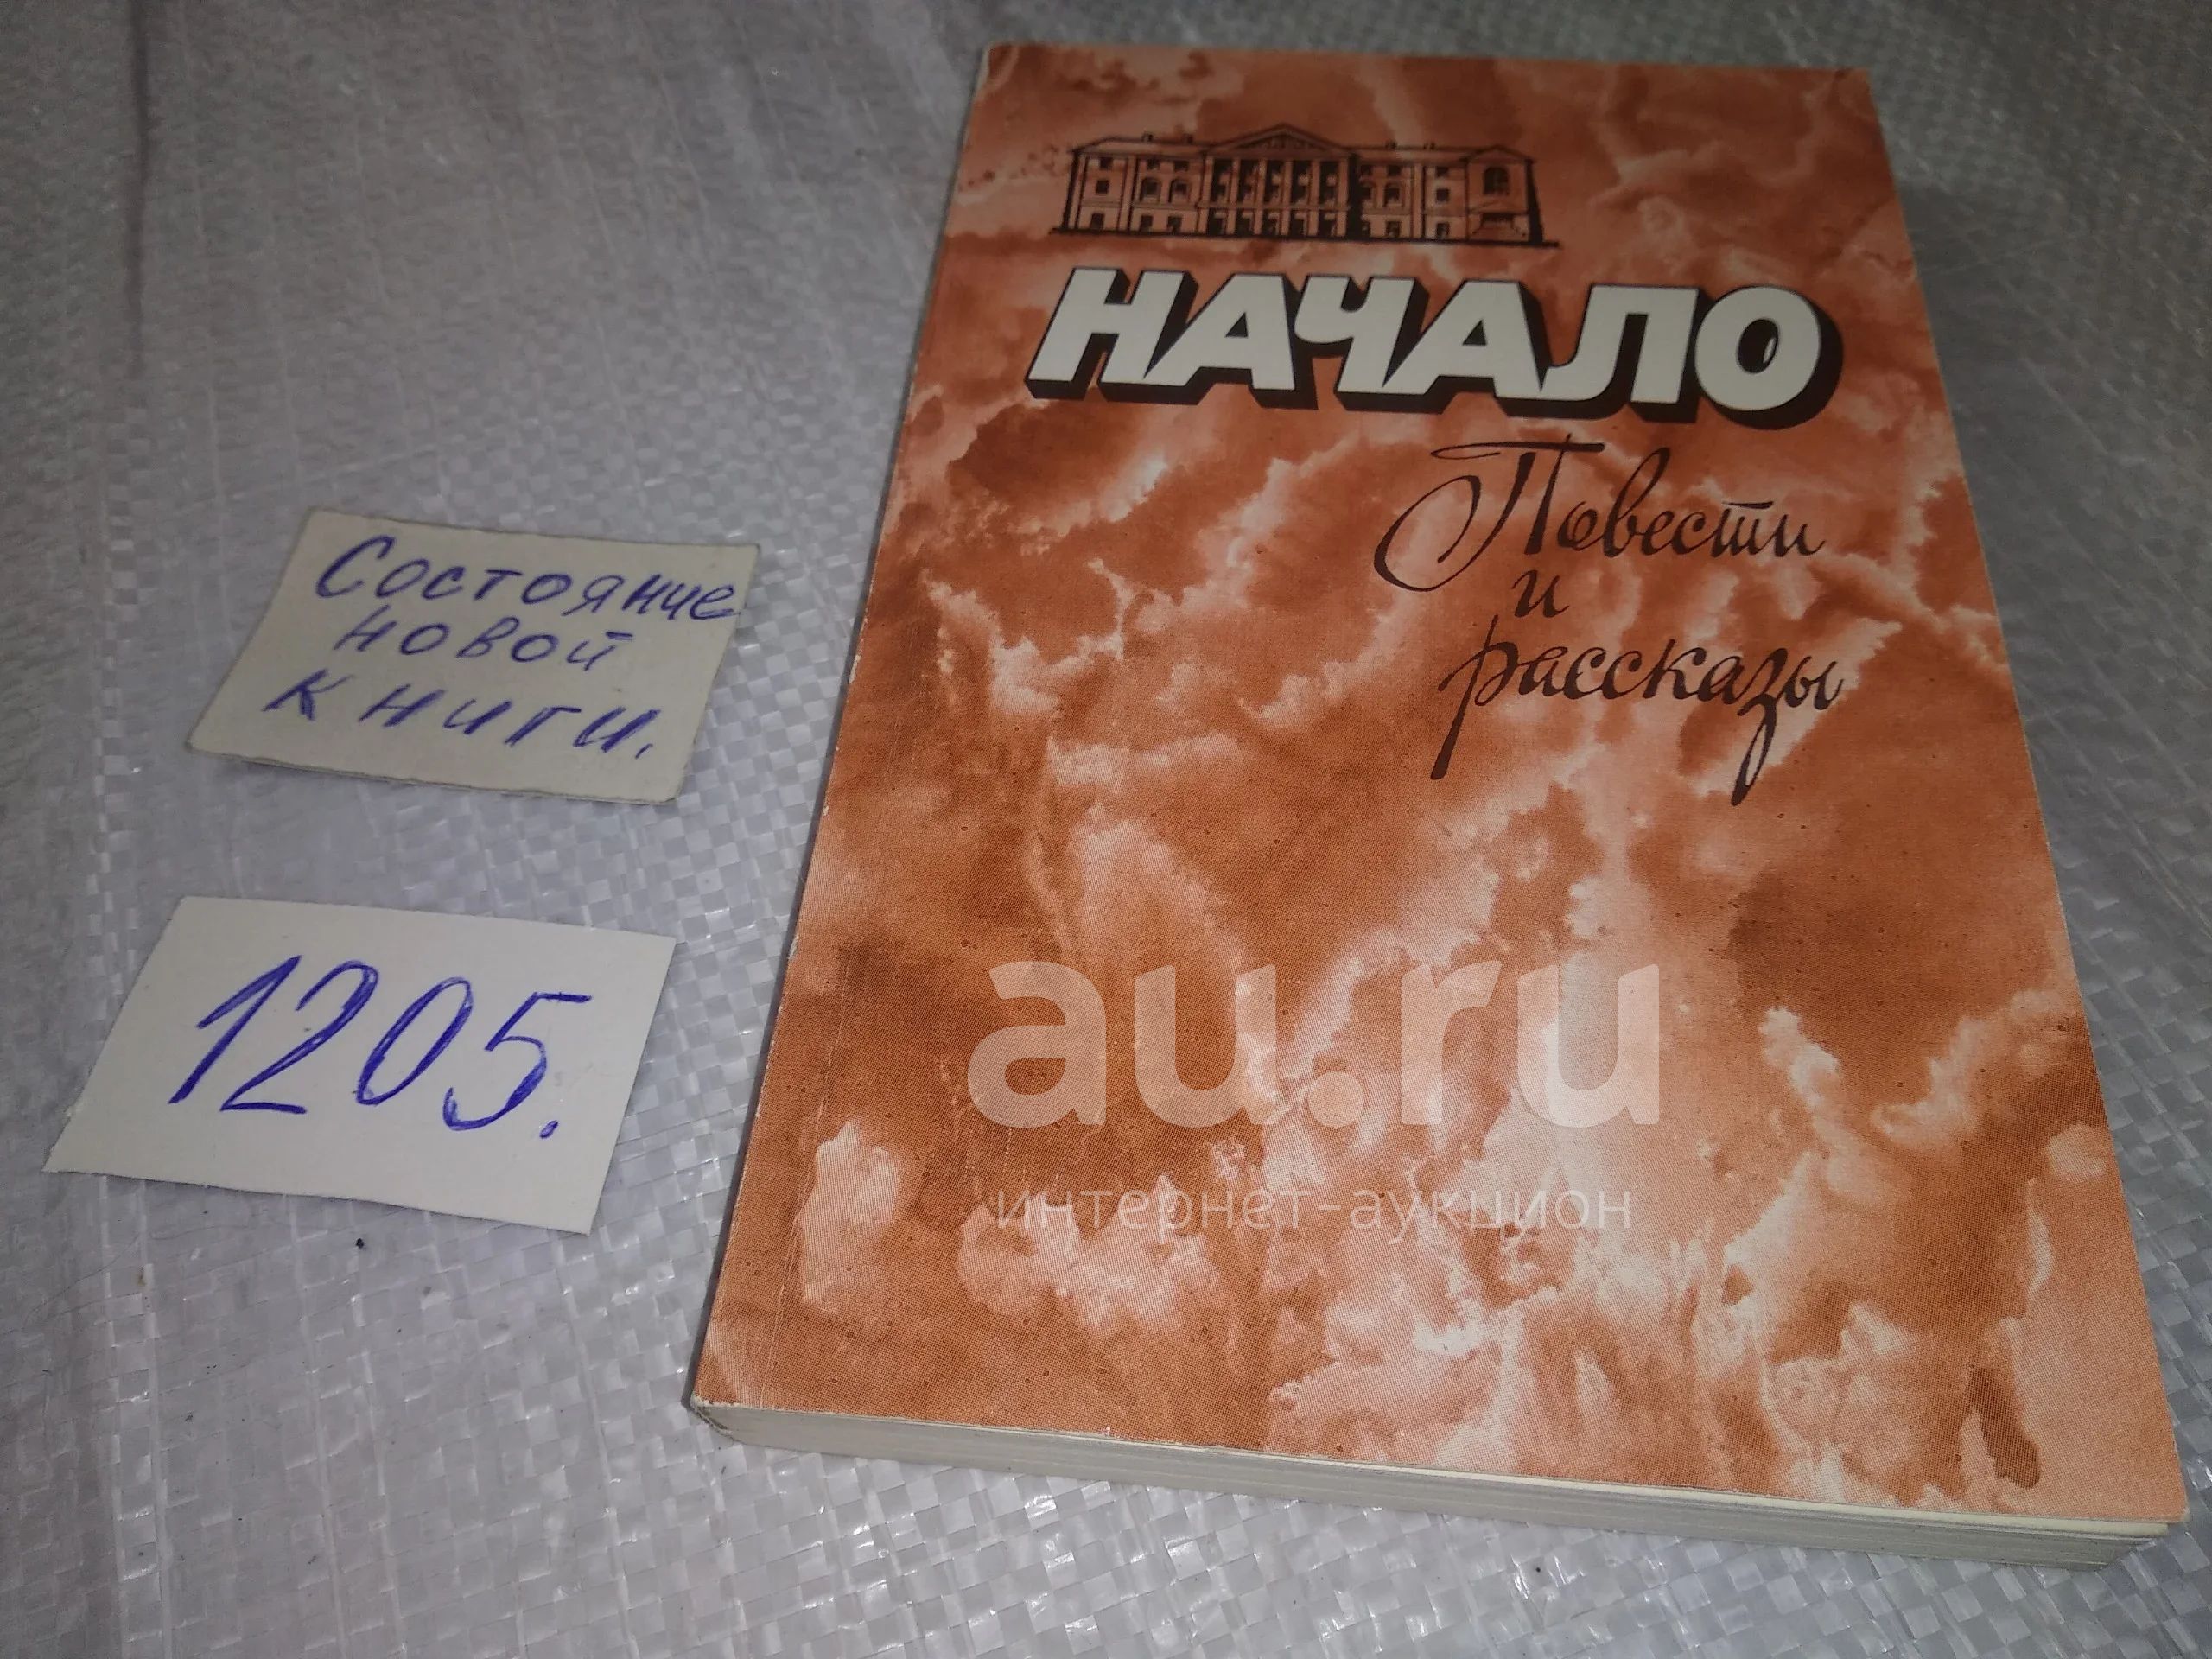 НАЧАЛО
Повести
и
рассказы
Состояние
новой
книги.
1205.
au.ru
интернет-аукцион